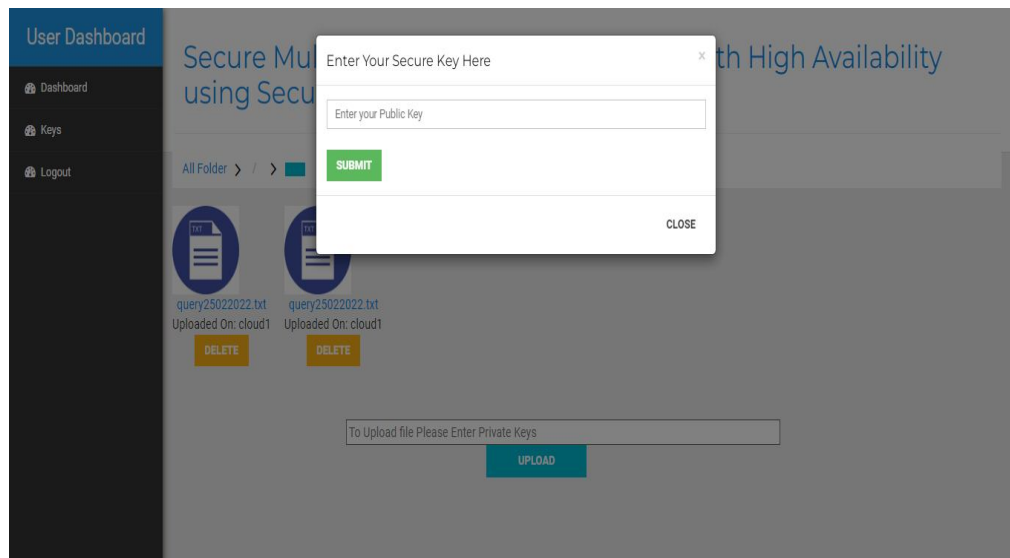 User Dashboard
Dashboard
Keys
Logout
Secure Mul
th High Availability
using Secu
Enter Your Secure Key Here
x
Enter your Public Key
SUBMIT
CLOSE
All Folder > / >
TXT
query25022022.txt
query25022022.txt
Uploaded On: cloud1
Uploaded On: cloud1
DELETE
DELETE
To Upload file Please Enter Private Keys
UPLOAD